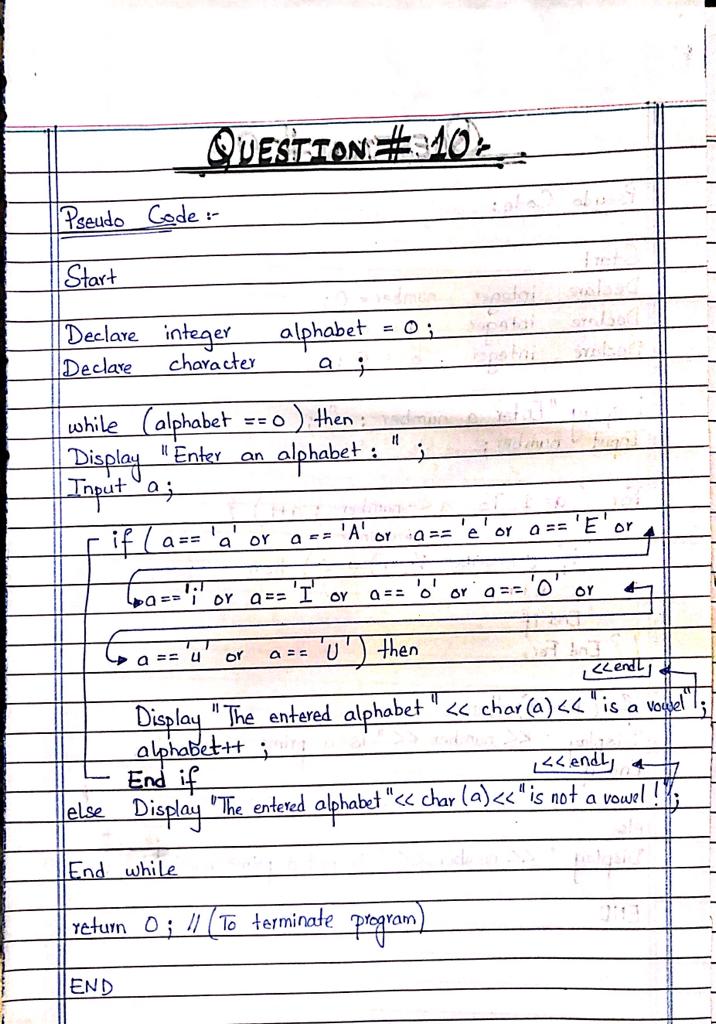 QUESTION # 10:-
Pseudo Code :-
Start
Declare integer alphabet = 0 ;
Declare character a ;
while (alphabet == 0) then :
Display "Enter an alphabet : " ;
Input a ;
if ( a == 'a' or a == 'A' or a == 'e' or a == 'E' or
a == 'i' or a == 'I' or a == 'o' or a == 'O' or
a == 'u' or a == 'U' ) then
<<endl
Display "The entered alphabet " << char(a) << " is a vowel" ;
alphabet++ ;
End if
<<endl
else Display "The entered alphabet " << char (a) << " is not a vowel !" ;
End while
return 0 ; // (To terminate program)
END